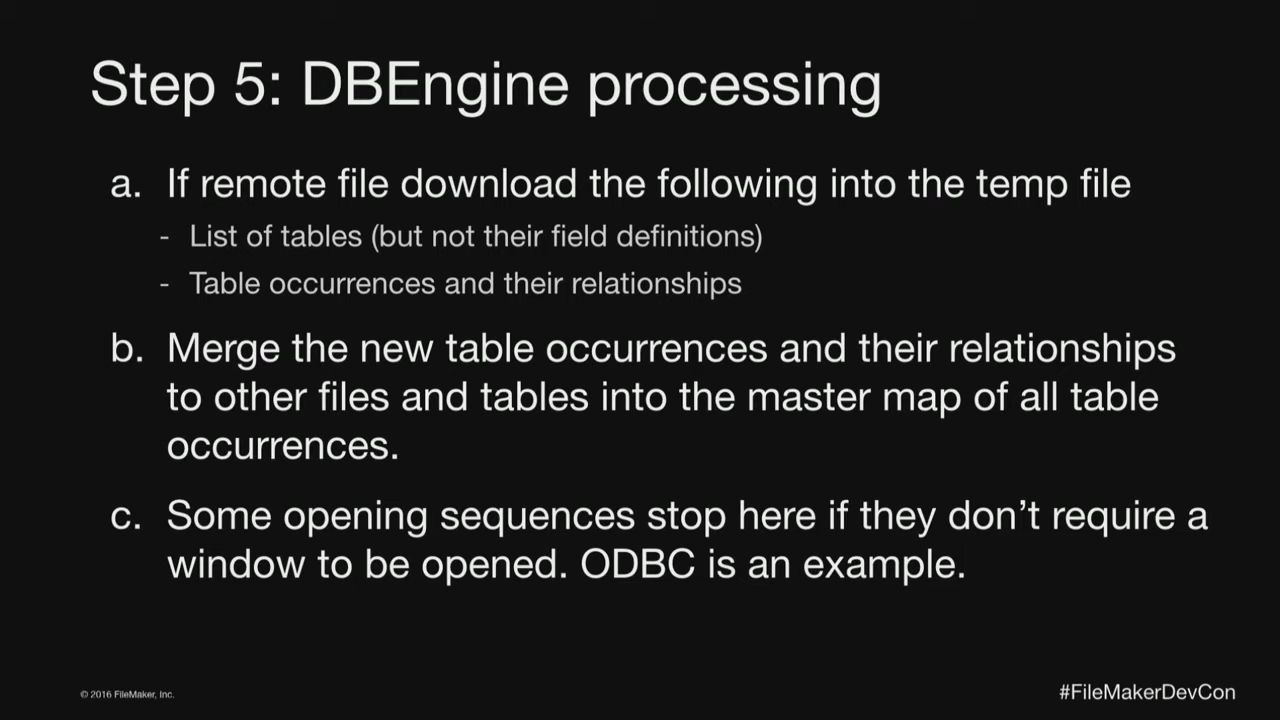 Step 5: DBEngine processing
a. If remote file download the following into the temp file
- List of tables (but not their field definitions)
- Table occurrences and their relationships
b. Merge the new table occurrences and their relationships
to other files and tables into the master map of all table
occurrences.
c. Some opening sequences stop here if they don’t require a
window to be opened. ODBC is an example.
© 2016 FileMaker, Inc.
#FileMakerDevCon